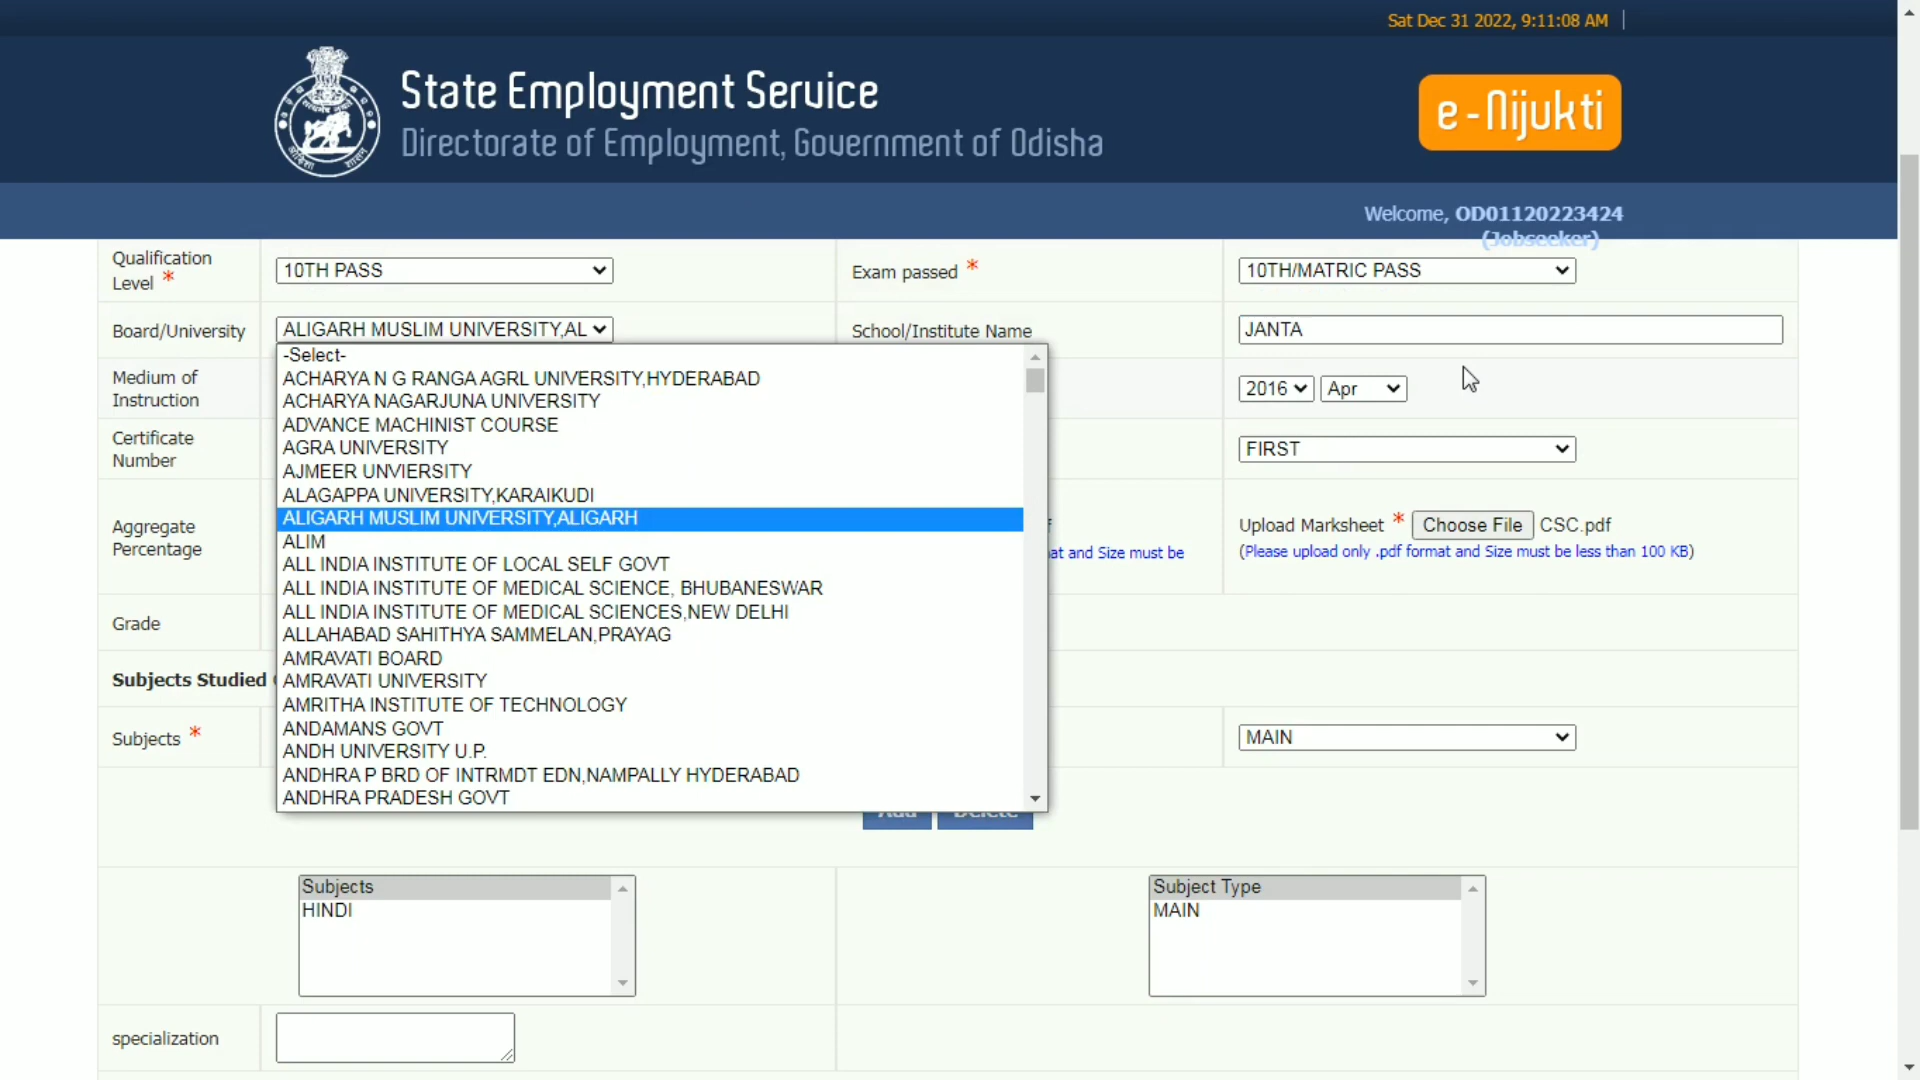 Sat Dec 31 2022, 9:11:08 AM
State Employment Service
Directorate of Employment, Government of Odisha
e-Nijukti
Welcome, OD01120223424
(Jobseeker)
Qualification
Level *
10TH PASS
Exam passed *
10TH/MATRIC PASS
Board/University
ALIGARH MUSLIM UNIVERSITY,AL
School/Institute Name
JANTA
-Select-
ACHARYA N G RANGA AGRL UNIVERSITY,HYDERABAD
ACHARYA NAGARJUNA UNIVERSITY
ADVANCE MACHINIST COURSE
AGRA UNIVERSITY
AJMEER UNVIERSITY
ALAGAPPA UNIVERSITY,KARAIKUDI
ALIGARH MUSLIM UNIVERSITY,ALIGARH
ALIM
ALL INDIA INSTITUTE OF LOCAL SELF GOVT
ALL INDIA INSTITUTE OF MEDICAL SCIENCE, BHUBANESWAR
ALL INDIA INSTITUTE OF MEDICAL SCIENCES,NEW DELHI
ALLAHABAD SAHITHYA SAMMELAN,PRAYAG
AMRAVATI BOARD
AMRAVATI UNIVERSITY
AMRITHA INSTITUTE OF TECHNOLOGY
ANDAMANS GOVT
ANDH UNIVERSITY U.P.
ANDHRA P BRD OF INTRMDT EDN,NAMPALLY HYDERABAD
ANDHRA PRADESH GOVT
Medium of
Instruction
2016 Apr
Certificate
Number
FIRST
Aggregate
Percentage
and Size must be
Upload Marksheet * Choose File CSC.pdf
(Please upload only .pdf format and Size must be less than 100 KB)
Grade
Subjects Studied
Subjects *
MAIN
Add Delete
Subjects
HINDI
Subject Type
MAIN
specialization